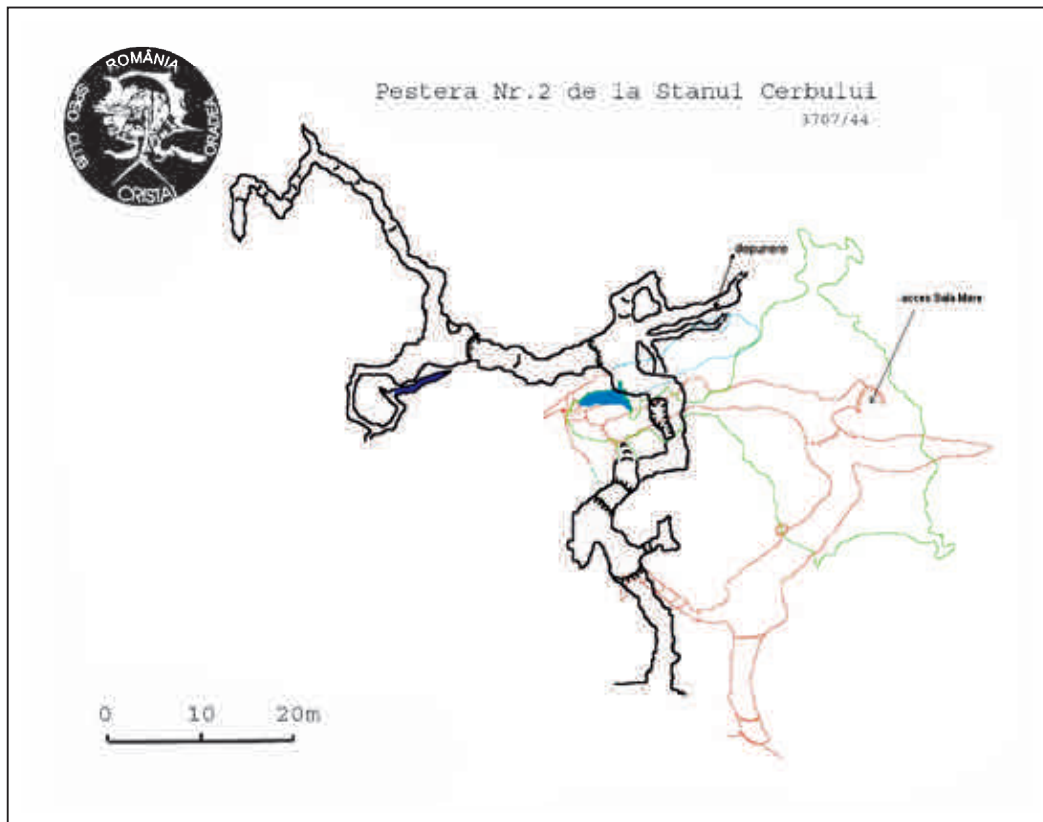 ROMÂNIA
SPEO CLUB
ORADEA
CRISTAL
Pestera Nr.2 de la Stanul Cerbului
3707/44
depunere
acces Sala Mare
0 10 20m